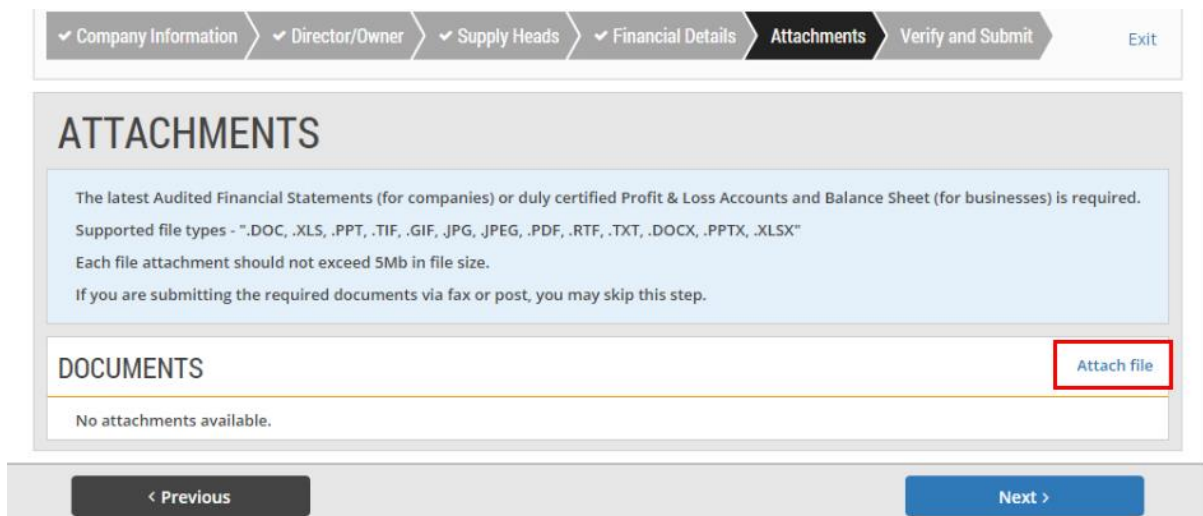 ✔ Company Information ✔ Director/Owner ✔ Supply Heads ✔ Financial Details Attachments Verify and Submit Exit
ATTACHMENTS
The latest Audited Financial Statements (for companies) or duly certified Profit & Loss Accounts and Balance Sheet (for businesses) is required.
Supported file types - ".DOC, .XLS, .PPT, .TIF, .GIF, .JPG, .JPEG, .PDF, .RTF, .TXT, .DOCX, .PPTX, .XLSX"
Each file attachment should not exceed 5Mb in file size.
If you are submitting the required documents via fax or post, you may skip this step.
DOCUMENTS Attach file
No attachments available.
< Previous Next >